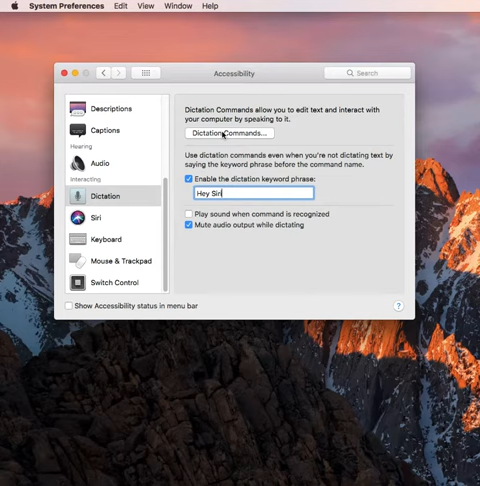 System Preferences Edit View Window Help
Accessibility
Search
Descriptions
Captions
Hearing
Audio
Interacting
Dictation
Siri
Keyboard
Mouse & Trackpad
Switch Control
Dictation Commands allow you to edit text and interact with
your computer by speaking to it.
Dictation Commands...
Use dictation commands even when you're not dictating text by
saying the keyword phrase before the command name.
Enable the dictation keyword phrase:
Hey Siri
Play sound when command is recognized
Mute audio output while dictating
Show Accessibility status in menu bar
?